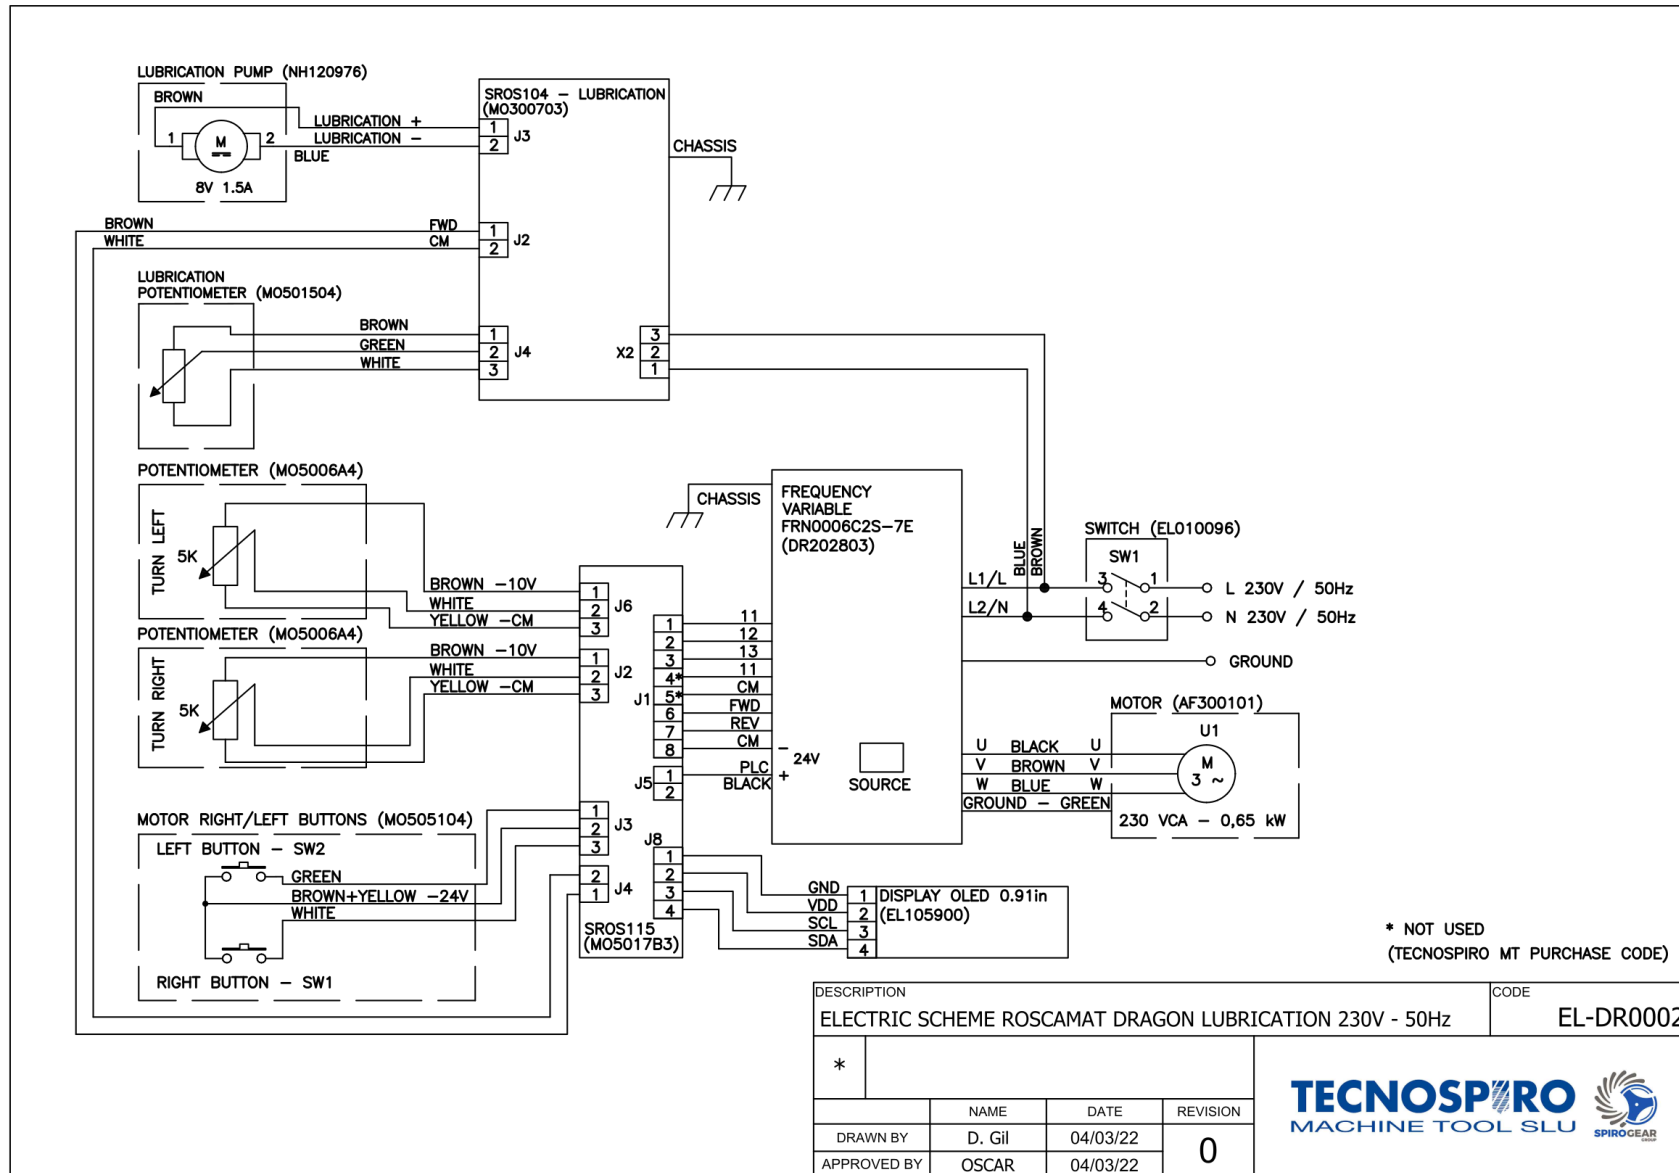 LUBRICATION PUMP (NH120976)
BROWN
LUBRICATION +
LUBRICATION -
1 M 2
BLUE
8V 1.5A
SROS104 - LUBRICATION
(MO300703)
1
2
J3
CHASSIS
BROWN FWD
WHITE CM
1
2
J2
LUBRICATION
POTENTIOMETER (MO501504)
BROWN
GREEN
WHITE
1
2
3
J4
X2
3
2
1
POTENTIOMETER (MO5006A4)
TURN LEFT
5K
BROWN -10V
WHITE
YELLOW -CM
1
2
3
J6
POTENTIOMETER (MO5006A4)
TURN RIGHT
5K
BROWN -10V
WHITE
YELLOW -CM
1
2
3
J2
MOTOR RIGHT/LEFT BUTTONS (MO505104)
LEFT BUTTON - SW2
GREEN
BROWN+YELLOW -24V
WHITE
RIGHT BUTTON - SW1
1
2
3
J3
2
1
J4
SROS115
(MO5017B3)
J1
1
2
3
4*
5*
6
7
8
J5
1
2
J8
1
2
3
4
11
12
13
11
CM
FWD
REV
CM
PLC
BLACK
CHASSIS
FREQUENCY
VARIABLE
FRN0006C2S-7E
(DR202803)
-
24V
+
SOURCE
BLUE
BROWN
L1/L
L2/N
SWITCH (EL010096)
SW1
3 1
4 2
L 230V / 50Hz
N 230V / 50Hz
GROUND
MOTOR (AF300101)
U1
U BLACK U
V BROWN V
W BLUE W
GROUND - GREEN
M
3 ~
230 VCA - 0,65 kW
GND
VDD
SCL
SDA
1
2
3
4
DISPLAY OLED 0.91in
(EL105900)
* NOT USED
(TECNOSPIRO MT PURCHASE CODE)
DESCRIPTION
ELECTRIC SCHEME ROSCAMAT DRAGON LUBRICATION 230V - 50Hz
CODE
EL-DR0002
*
NAME DATE REVISION
DRAWN BY D. Gil 04/03/22
0
APPROVED BY OSCAR 04/03/22
TECNOSPIRO
MACHINE TOOL SLU
SPIROGEAR
GROUP